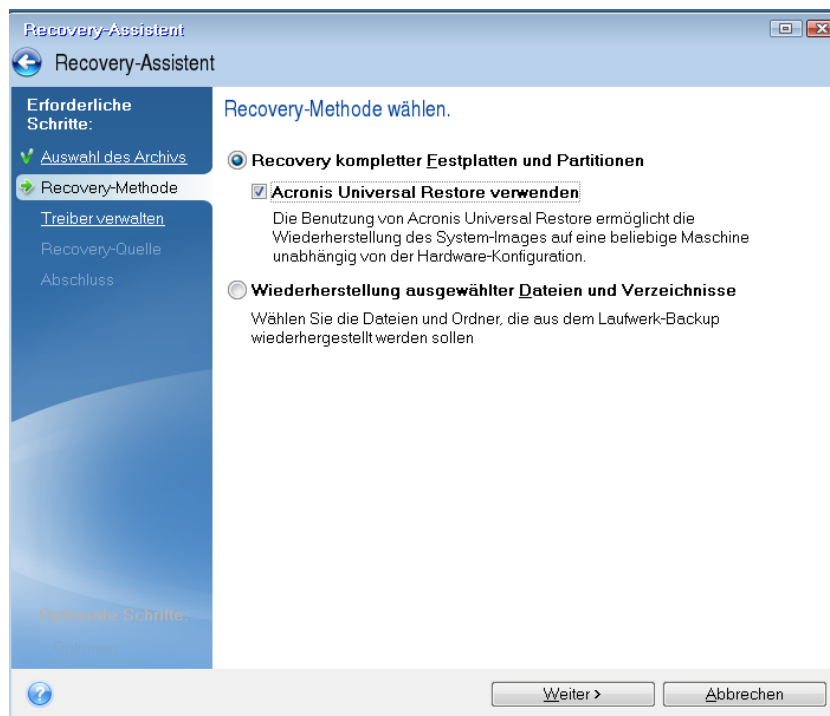 Recovery-Assistent
Recovery-Assistent
Erforderliche
Schritte:
Auswahl des Archivs
Recovery-Methode
Treiber verwalten
Recovery-Quelle
Abschluss
Optionale Schritte:
Recovery-Methode wählen.
Recovery kompletter Festplatten und Partitionen
Acronis Universal Restore verwenden
Die Benutzung von Acronis Universal Restore ermöglicht die
Wiederherstellung des System-Images auf eine beliebige Maschine
unabhängig von der Hardware-Konfiguration.
Wiederherstellung ausgewählter Dateien und Verzeichnisse
Wählen Sie die Dateien und Ordner, die aus dem Laufwerk-Backup
wiederhergestellt werden sollen
Weiter >
Abbrechen